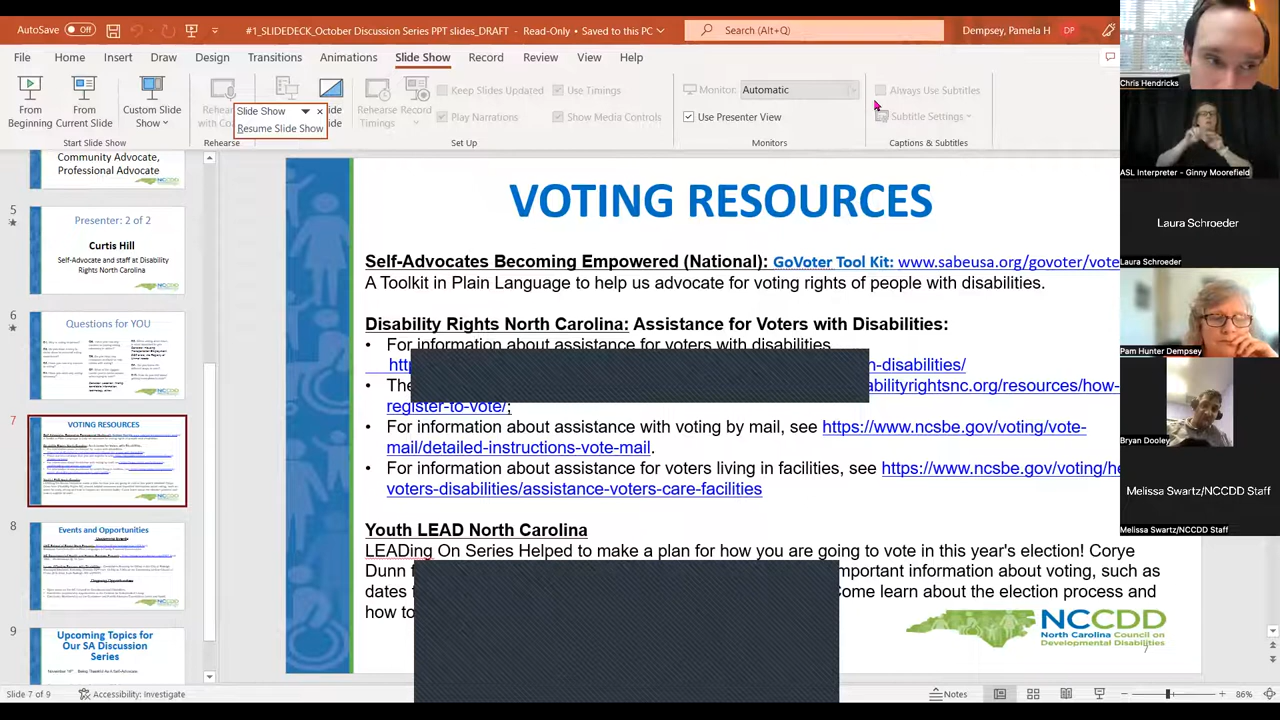 AutoSave Off
#1_SLIDEDECK_October Discussion Series
DRAFT - Read-Only • Saved to this PC
Search (Alt+Q)
Dempsey, Pamela H DP
File Home Insert Draw Design Transitions Animations Slide Show Record Review View Help
From Beginning
From Current Slide
Custom Slide Show
Rehearse Timings
Record
Use Timings
Play Narrations
Show Media Controls
Monitor: Automatic
Use Presenter View
Always Use Subtitles
Subtitle Settings
Slide Show
Resume Slide Show
Start Slide Show
Rehearse
Set Up
Monitors
Captions & Subtitles
Community Advocate,
Professional Advocate
5
Presenter: 2 of 2
Curtis Hill
Self-Advocate and staff at Disability
Rights North Carolina
6
Questions for YOU
7
VOTING RESOURCES
8
Events and Opportunities
9
Upcoming Topics for
Our SA Discussion
Series
VOTING RESOURCES
Self-Advocates Becoming Empowered (National): GoVoter Tool Kit: www.sabeusa.org/govoter/vote
A Toolkit in Plain Language to help us advocate for voting rights of people with disabilities.
Disability Rights North Carolina: Assistance for Voters with Disabilities:
• For information about assistance for voters with disabilities
n-disabilities/
abilityrightsnc.org/resources/how-
register-to-vote/;
• For information about assistance with voting by mail, see https://www.ncsbe.gov/voting/vote-
mail/detailed-instructions-vote-mail.
• For information about assistance for voters living in facilities, see https://www.ncsbe.gov/voting/he
voters-disabilities/assistance-voters-care-facilities
Youth LEAD North Carolina
LEADing On Series Helped to make a plan for how you are going to vote in this year's election! Corye
Dunn
important information about voting, such as
dates
Come learn about the election process and
how to
NCCDD
North Carolina Council on
Developmental Disabilities
7
Chris Hendricks
ASL Interpreter - Ginny Moorefield
Laura Schroeder
Laura Schroeder
Pam Hunter Dempsey
Bryan Dooley
Melissa Swartz/NCCDD Staff
Melissa Swartz/NCCDD Staff
Slide 7 of 9
Accessibility: Investigate
Notes
86%